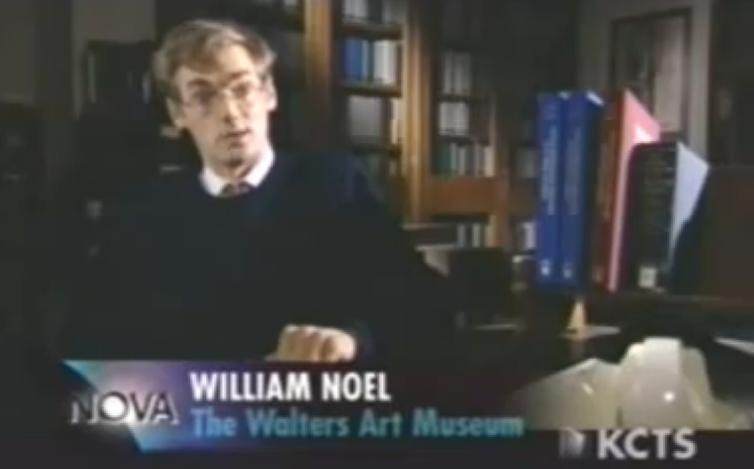 NOVA
WILLIAM NOEL
The Walters Art Museum
KCTS